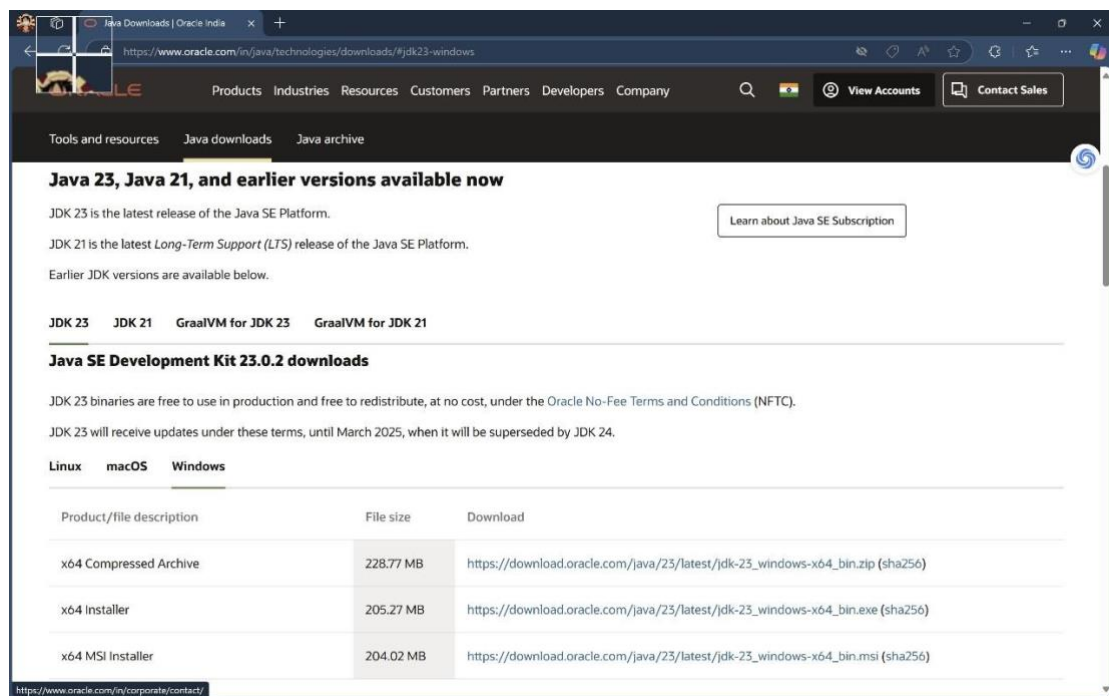 Java Downloads | Oracle India
https://www.oracle.com/in/java/technologies/downloads/#jdk23-windows
Products Industries Resources Customers Partners Developers Company View Accounts Contact Sales
Tools and resources Java downloads Java archive
Java 23, Java 21, and earlier versions available now
JDK 23 is the latest release of the Java SE Platform.
Learn about Java SE Subscription
JDK 21 is the latest Long-Term Support (LTS) release of the Java SE Platform.
Earlier JDK versions are available below.
JDK 23 JDK 21 GraalVM for JDK 23 GraalVM for JDK 21
Java SE Development Kit 23.0.2 downloads
JDK 23 binaries are free to use in production and free to redistribute, at no cost, under the Oracle No-Fee Terms and Conditions (NFTC).
JDK 23 will receive updates under these terms, until March 2025, when it will be superseded by JDK 24.
Linux macOS Windows
Product/file description File size Download
x64 Compressed Archive 228.77 MB https://download.oracle.com/java/23/latest/jdk-23_windows-x64_bin.zip (sha256)
x64 Installer 205.27 MB https://download.oracle.com/java/23/latest/jdk-23_windows-x64_bin.exe (sha256)
x64 MSI Installer 204.02 MB https://download.oracle.com/java/23/latest/jdk-23_windows-x64_bin.msi (sha256)
https://www.oracle.com/in/corporate/contact/